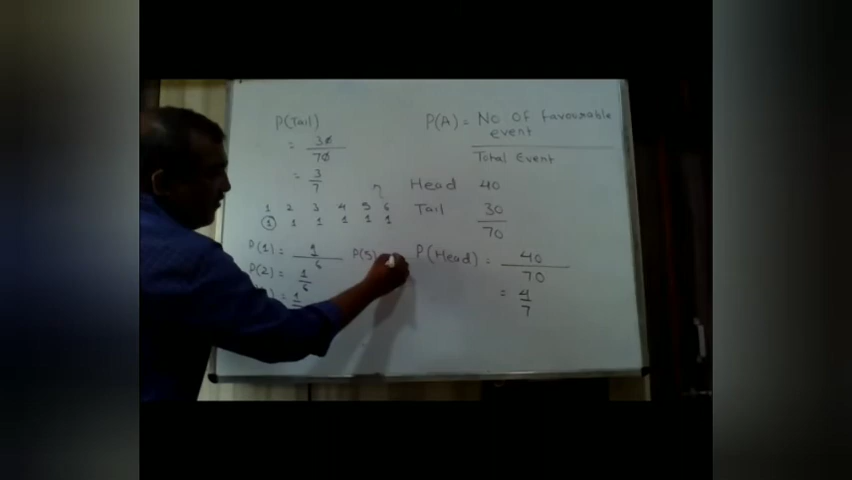 P(Tail)
= 30
70
= 3
7
1 2 3 4 5 6
1 1 1 1 1 1
P(1) = 1
6
P(2) = 1
6
= 1
P(5)
P(A) = No Of favourable
event
Total Event
Head 40
Tail 30
70
P(Head) = 40
70
= 4
7